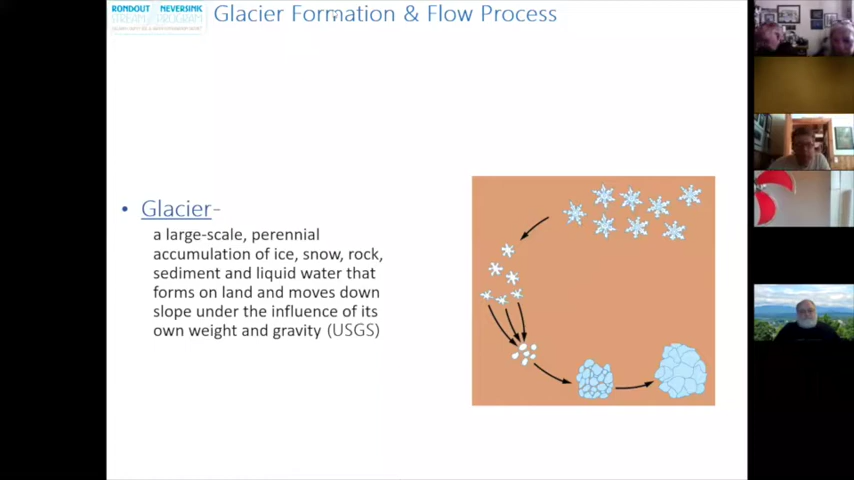 RONDOUT NEVERSINK
STREAM PROGRAM
Glacier Formation & Flow Process
• Glacier-
a large-scale, perennial
accumulation of ice, snow, rock,
sediment and liquid water that
forms on land and moves down
slope under the influence of its
own weight and gravity (USGS)